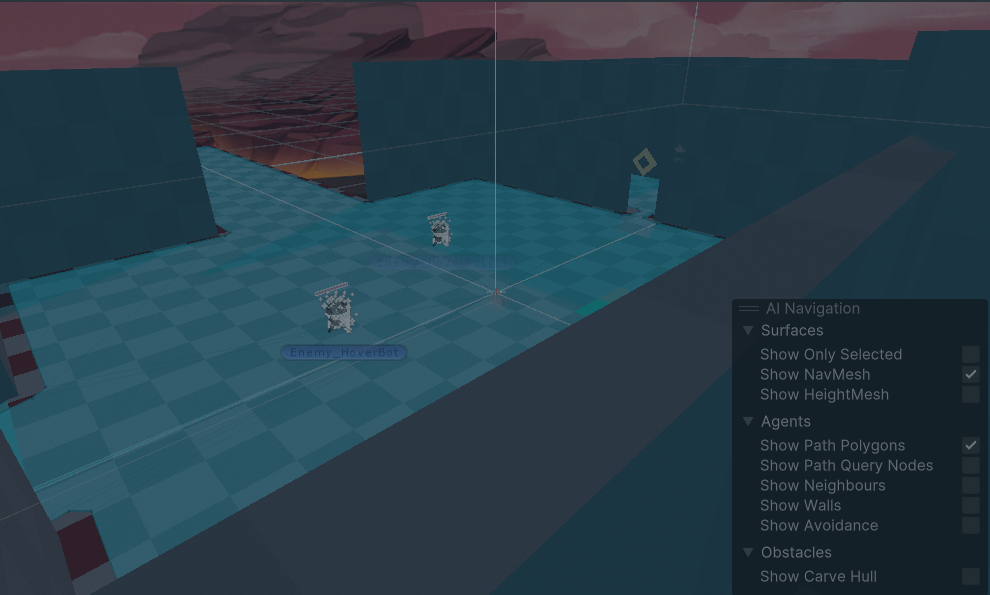 Enemy_HoverBot
AI Navigation
Surfaces
Show Only Selected
Show NavMesh
Show HeightMesh
Agents
Show Path Polygons
Show Path Query Nodes
Show Neighbours
Show Walls
Show Avoidance
Obstacles
Show Carve Hull